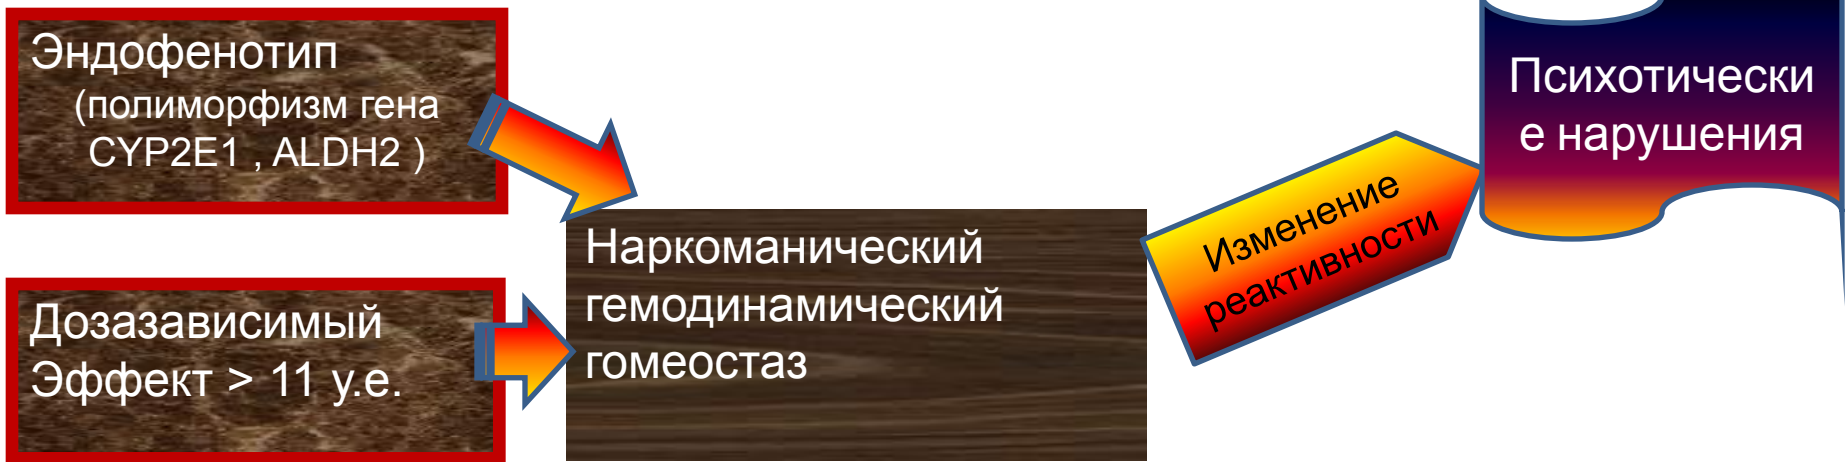 Эндофенотип
(полиморфизм гена
CYP2E1 , ALDH2 )
Дозазависимый
Эффект > 11 у.е.
Наркоманический
гемодинамический
гомеостаз
Изменение
реактивности
Психотически
е нарушения